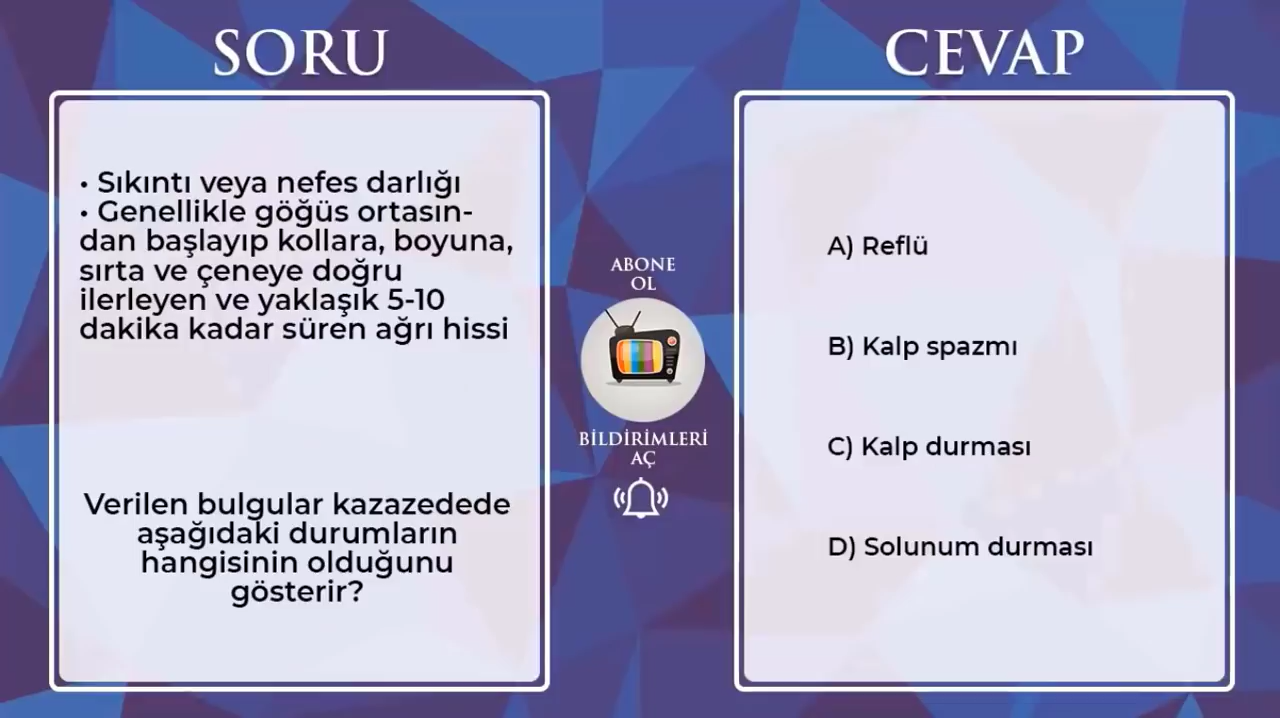 SORU
• Sıkıntı veya nefes darlığı
• Genellikle göğüs ortasın-
dan başlayıp kollara, boyuna,
sırta ve çeneye doğru
ilerleyen ve yaklaşık 5-10
dakika kadar süren ağrı hissi
Verilen bulgular kazazedede
aşağıdaki durumların
hangisinin olduğunu
gösterir?
ABONE
OL
BİLDİRİMLERİ
AÇ
CEVAP
A) Reflü
B) Kalp spazmı
C) Kalp durması
D) Solunum durması